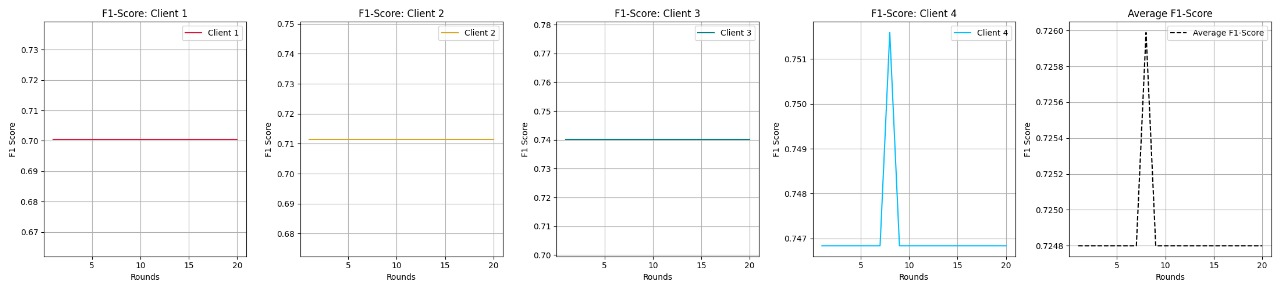 F1-Score: Client 1
Client 1
F1 Score
0.73
0.72
0.71
0.70
0.69
0.68
0.67
5 10 15 20
Rounds
F1-Score: Client 2
Client 2
F1 Score
0.75
0.74
0.73
0.72
0.71
0.70
0.69
0.68
5 10 15 20
Rounds
F1-Score: Client 3
Client 3
F1 Score
0.78
0.77
0.76
0.75
0.74
0.73
0.72
0.71
0.70
5 10 15 20
Rounds
F1-Score: Client 4
Client 4
F1 Score
0.751
0.750
0.749
0.748
0.747
5 10 15 20
Rounds
Average F1-Score
Average F1-Score
F1 Score
0.7260
0.7258
0.7256
0.7254
0.7252
0.7250
0.7248
5 10 15 20
Rounds